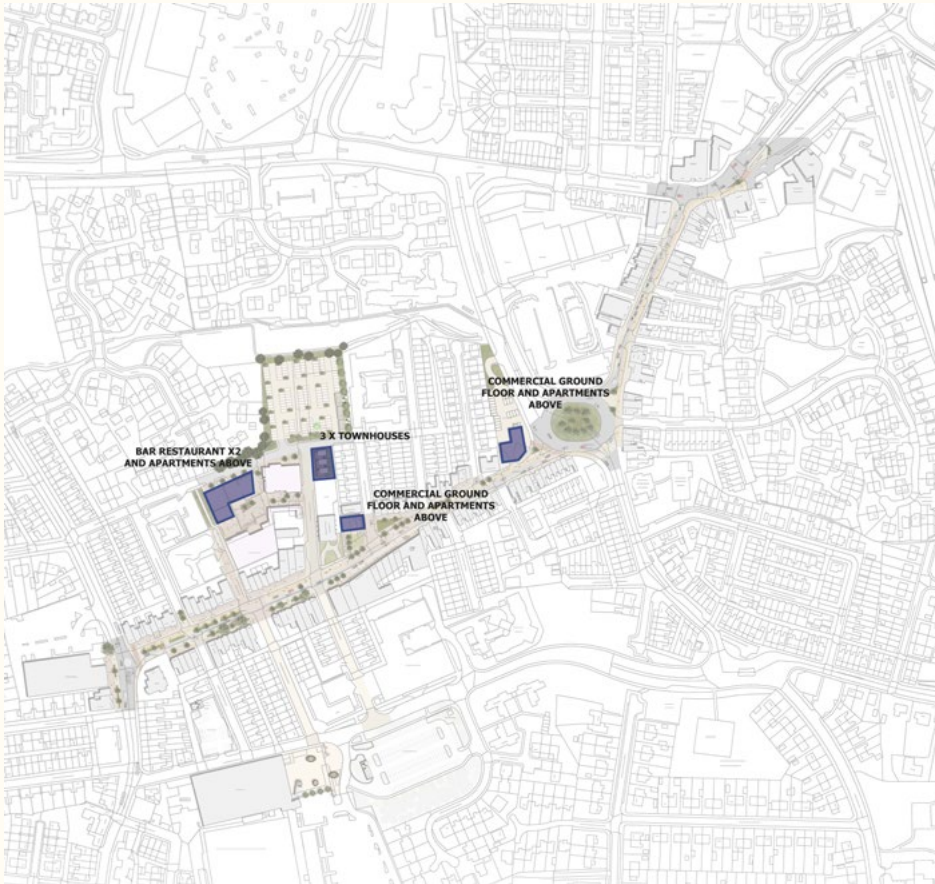 COMMERCIAL GROUND
FLOOR AND APARTMENTS
ABOVE
3 X TOWNHOUSES
BAR RESTAURANT X2
AND APARTMENTS ABOVE
COMMERCIAL GROUND
FLOOR AND APARTMENTS
ABOVE